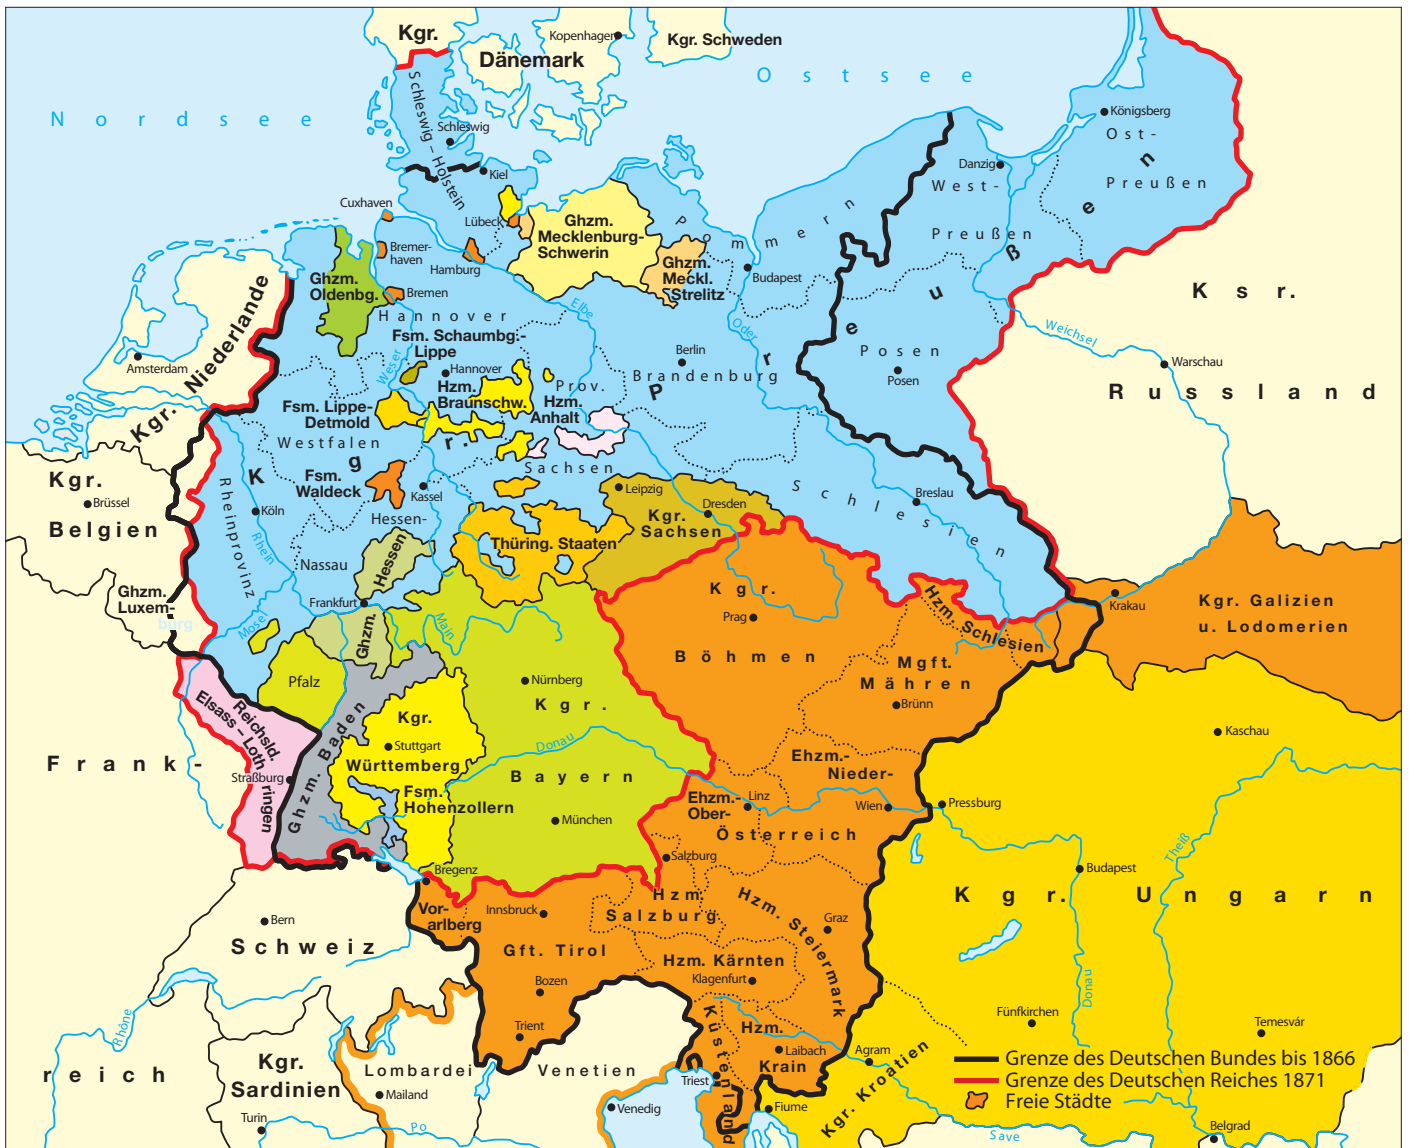 Kgr.
Dänemark
Kopenhagen
Kgr. Schweden
Nordsee
Ostsee
Schleswig – Holstein
Schleswig
Kiel
Königsberg
Ost-
Preußen
Danzig
West-
Preußen
Cuxhaven
Lübeck
Bremer-
haven
Hamburg
Bremen
Ghzm.
Mecklenburg-
Schwerin
Ghzm.
Meckl.
Strelitz
Pommern
Budapest
Ghzm.
Oldenbg.
Hannover
Elbe
Oder
Weser
Fsm. Schaumbg.-
Lippe
Hannover
Hzm.
Braunschw.
Prov.
Sachsen
Hzm.
Anhalt
Berlin
Brandenburg
Kgr. Preußen
Posen
Posen
Weichsel
Warschau
Ksr.
Russland
Amsterdam
Kgr. Niederlande
Fsm. Lippe-
Detmold
Westfalen
Fsm.
Waldeck
Kassel
Hessen-
Nassau
Rheinprovinz
Köln
Rhein
Kgr.
Belgien
Brüssel
Ghzm.
Luxem-
burg
Mosel
Frankfurt
Ghzm.
Hessen
Main
Thüring. Staaten
Leipzig
Dresden
Kgr.
Sachsen
Schlesien
Breslau
Krakau
Kgr. Galizien
u. Lodomerien
Kgr.
Prag
Böhmen
Hzm. Schlesien
Mgft.
Mähren
Brünn
Pfalz
Nürnberg
Kgr.
Bayern
Donau
München
Kgr.
Stuttgart
Württemberg
Fsm.
Hohenzollern
Ghzm. Baden
Reichsld.
Elsass – Lothringen
Straßburg
Frank-
reich
Ehzm.-
Nieder-
Ehzm.-
Ober-
Österreich
Linz
Wien
Pressburg
Kaschau
Salzburg
Hzm.
Salzburg
Bregenz
Vor-
arlberg
Innsbruck
Gft. Tirol
Bozen
Trient
Hzm. Steiermark
Graz
Hzm. Kärnten
Klagenfurt
Küstenland
Hzm.
Krain
Laibach
Triest
Fiume
Agram
Kgr. Kroatien
Kgr. Ungarn
Budapest
Theiß
Donau
Fünfkirchen
Temesvár
Belgrad
Save
Bern
Schweiz
Rhône
Kgr.
Sardinien
Turin
Lombardei
Mailand
Po
Venetien
Venedig
Grenze des Deutschen Bundes bis 1866
Grenze des Deutschen Reiches 1871
Freie Städte